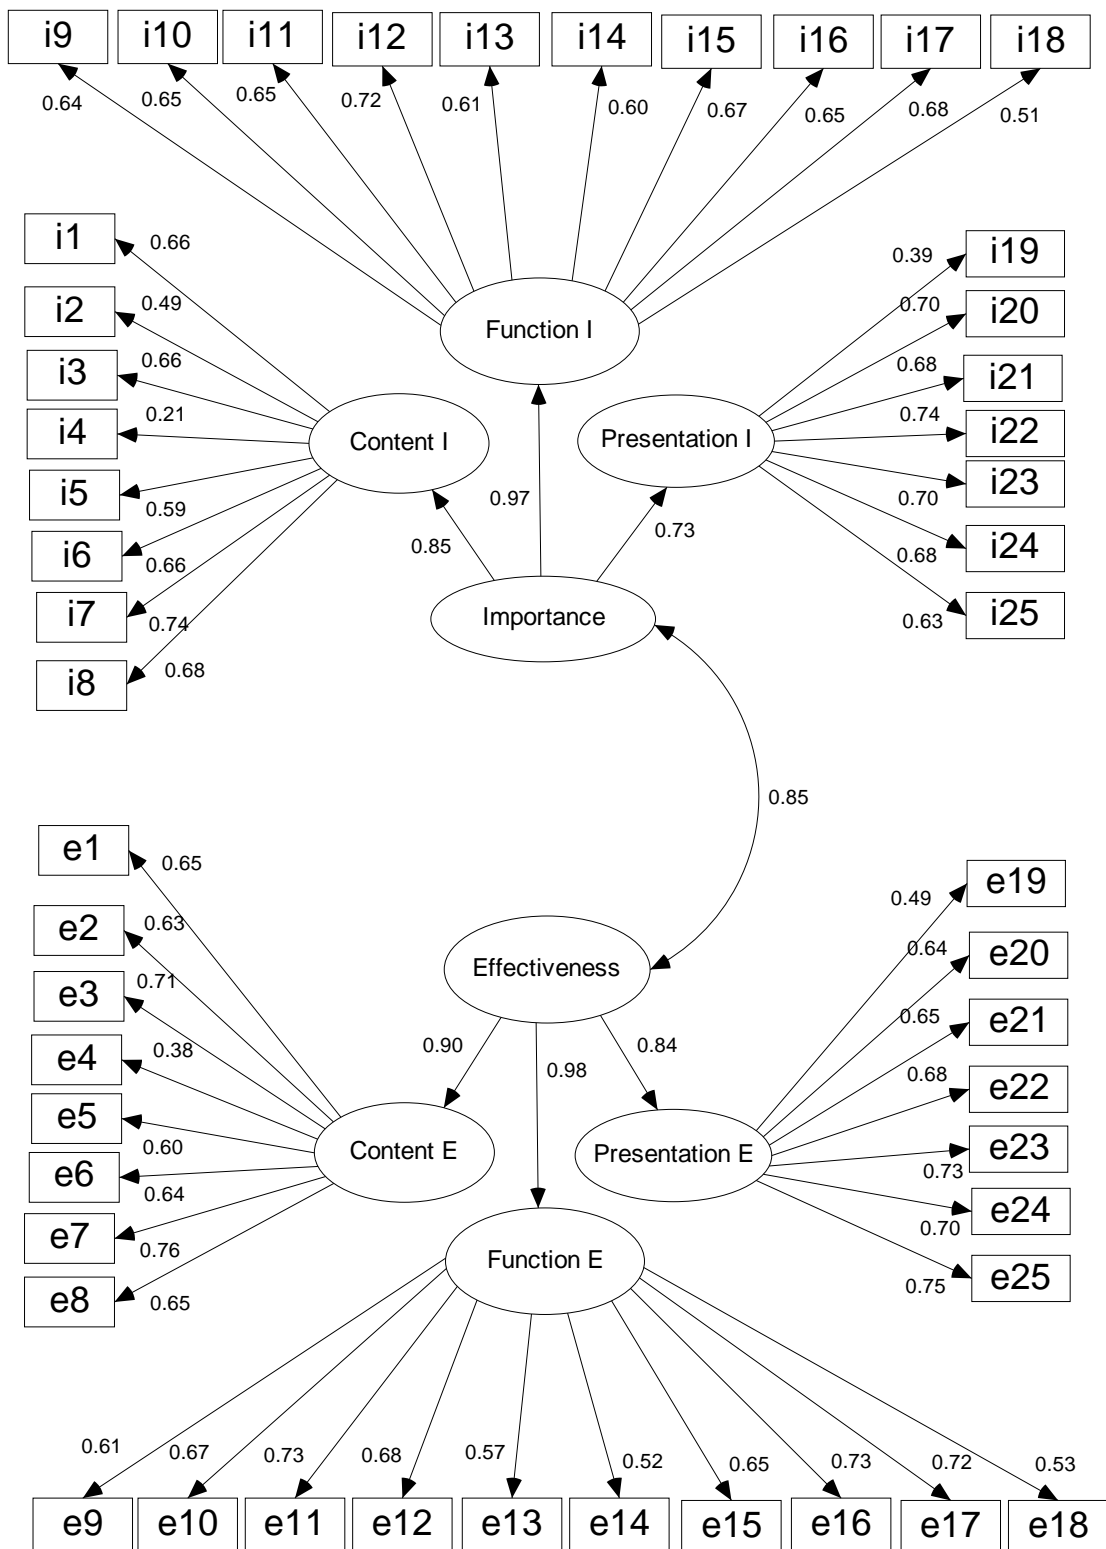 i9 i10 i11 i12 i13 i14 i15 i16 i17 i18
0.64 0.65 0.65 0.72 0.61 0.60 0.67 0.65 0.68 0.51
i1
0.66
i2
0.49
i3
0.66
i4
0.21
i5
0.59
i6
0.66
i7
0.74
i8
0.68
Function I
Content I
Presentation I
0.39
i19
0.70
i20
0.68
i21
0.74
i22
i23
0.70
i24
0.68
i25
0.63
0.97
0.85
0.73
Importance
0.85
e1
0.65
e2
0.63
e3
0.71
e4
0.38
e5
0.60
e6
0.64
e7
0.76
e8
0.65
Effectiveness
0.90
0.98
0.84
Content E
Presentation E
Function E
0.49
e19
0.64
e20
0.65
e21
0.68
e22
e23
0.73
e24
0.70
e25
0.75
0.61 0.67 0.73 0.68 0.57 0.52 0.65 0.73 0.72 0.53
e9 e10 e11 e12 e13 e14 e15 e16 e17 e18